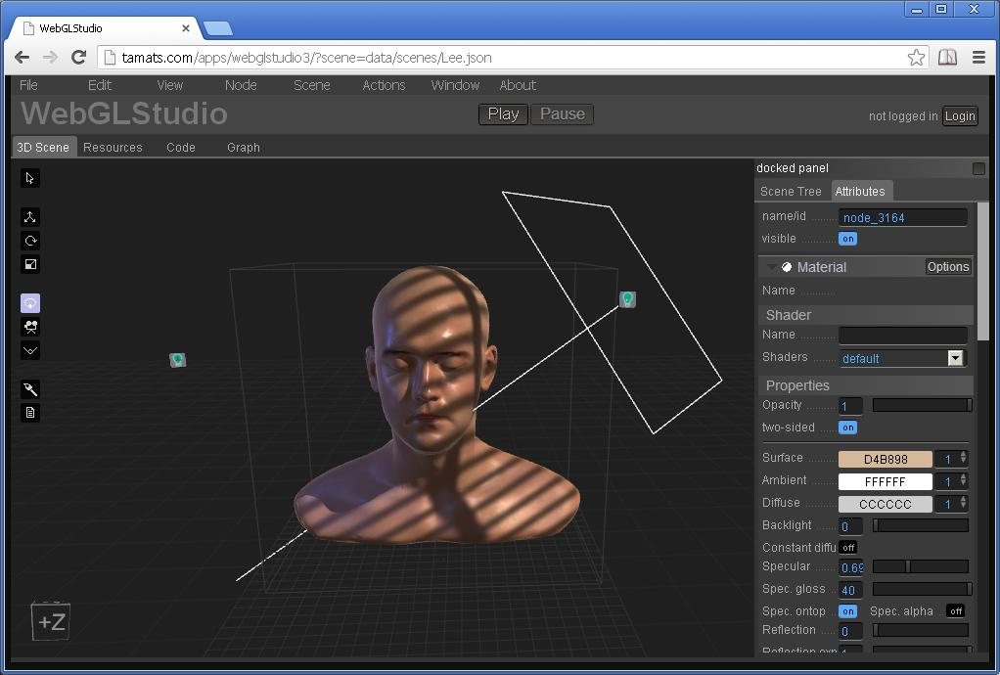 WebGLStudio
tamats.com/apps/webglstudio3/?scene=data/scenes/Lee.json
File Edit View Node Scene Actions Window About
WebGLStudio
Play Pause
not logged in Login
3D Scene Resources Code Graph
docked panel
Scene Tree Attributes
name/id node_3164
visible on
Material Options
Name
Shader
Name
Shaders default
Properties
Opacity 1
two-sided on
Surface D4B898 1
Ambient FFFFFF 1
Diffuse CCCCCC 1
Backlight 0
Constant diffu off
Specular 0.69
Spec. gloss 40
Spec. ontop on Spec. alpha off
Reflection 0
Reflection
+Z